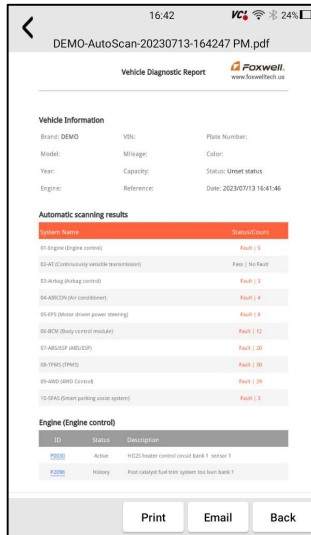 16:42
24%
DEMO-AutoScan-20230713-164247 PM.pdf
Vehicle Diagnostic Report
Foxwell.
www.foxwelltech.us
Vehicle Information
Brand: DEMO VIN: Plate Number:
Model: Mileage: Color:
Year: Capacity: Status: Unset status
Engine: Reference: Date: 2023/07/13 16:41:46
Automatic scanning results
System Name Status/Count
01-Engine (Engine control) Fault | 5
02-AT (Continuously variable transmission) Pass | No Fault
03-Airbag (Airbag control) Fault | 3
04-AIRCON (Air conditioner) Fault | 4
05-EPS (Motor driven power steering) Fault | 8
06-BCM (Body control module) Fault | 12
07-ABS/ESP (ABS/ESP) Fault | 20
08-TPMS (TPMS) Fault | 30
09-4WD (4WD Control) Fault | 29
10-SPAS (Smart parking assist system) Fault | 3
Engine (Engine control)
ID Status Description
Active HO2S heater control circuit bank 1 sensor 1
P2096 History Post catalyst fuel trim system too lean bank 1
Print Email Back